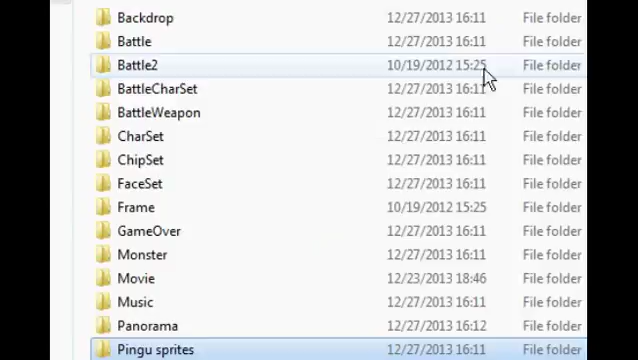 Backdrop 12/27/2013 16:11 File folder
Battle 12/27/2013 16:11 File folder
Battle2 10/19/2012 15:25 File folder
BattleCharSet 12/27/2013 16:11 File folder
BattleWeapon 12/27/2013 16:11 File folder
CharSet 12/27/2013 16:11 File folder
ChipSet 12/27/2013 16:11 File folder
FaceSet 12/27/2013 16:11 File folder
Frame 10/19/2012 15:25 File folder
GameOver 12/27/2013 16:11 File folder
Monster 12/27/2013 16:11 File folder
Movie 12/23/2013 18:46 File folder
Music 12/27/2013 16:11 File folder
Panorama 12/27/2013 16:12 File folder
Pingu sprites 12/27/2013 16:11 File folder